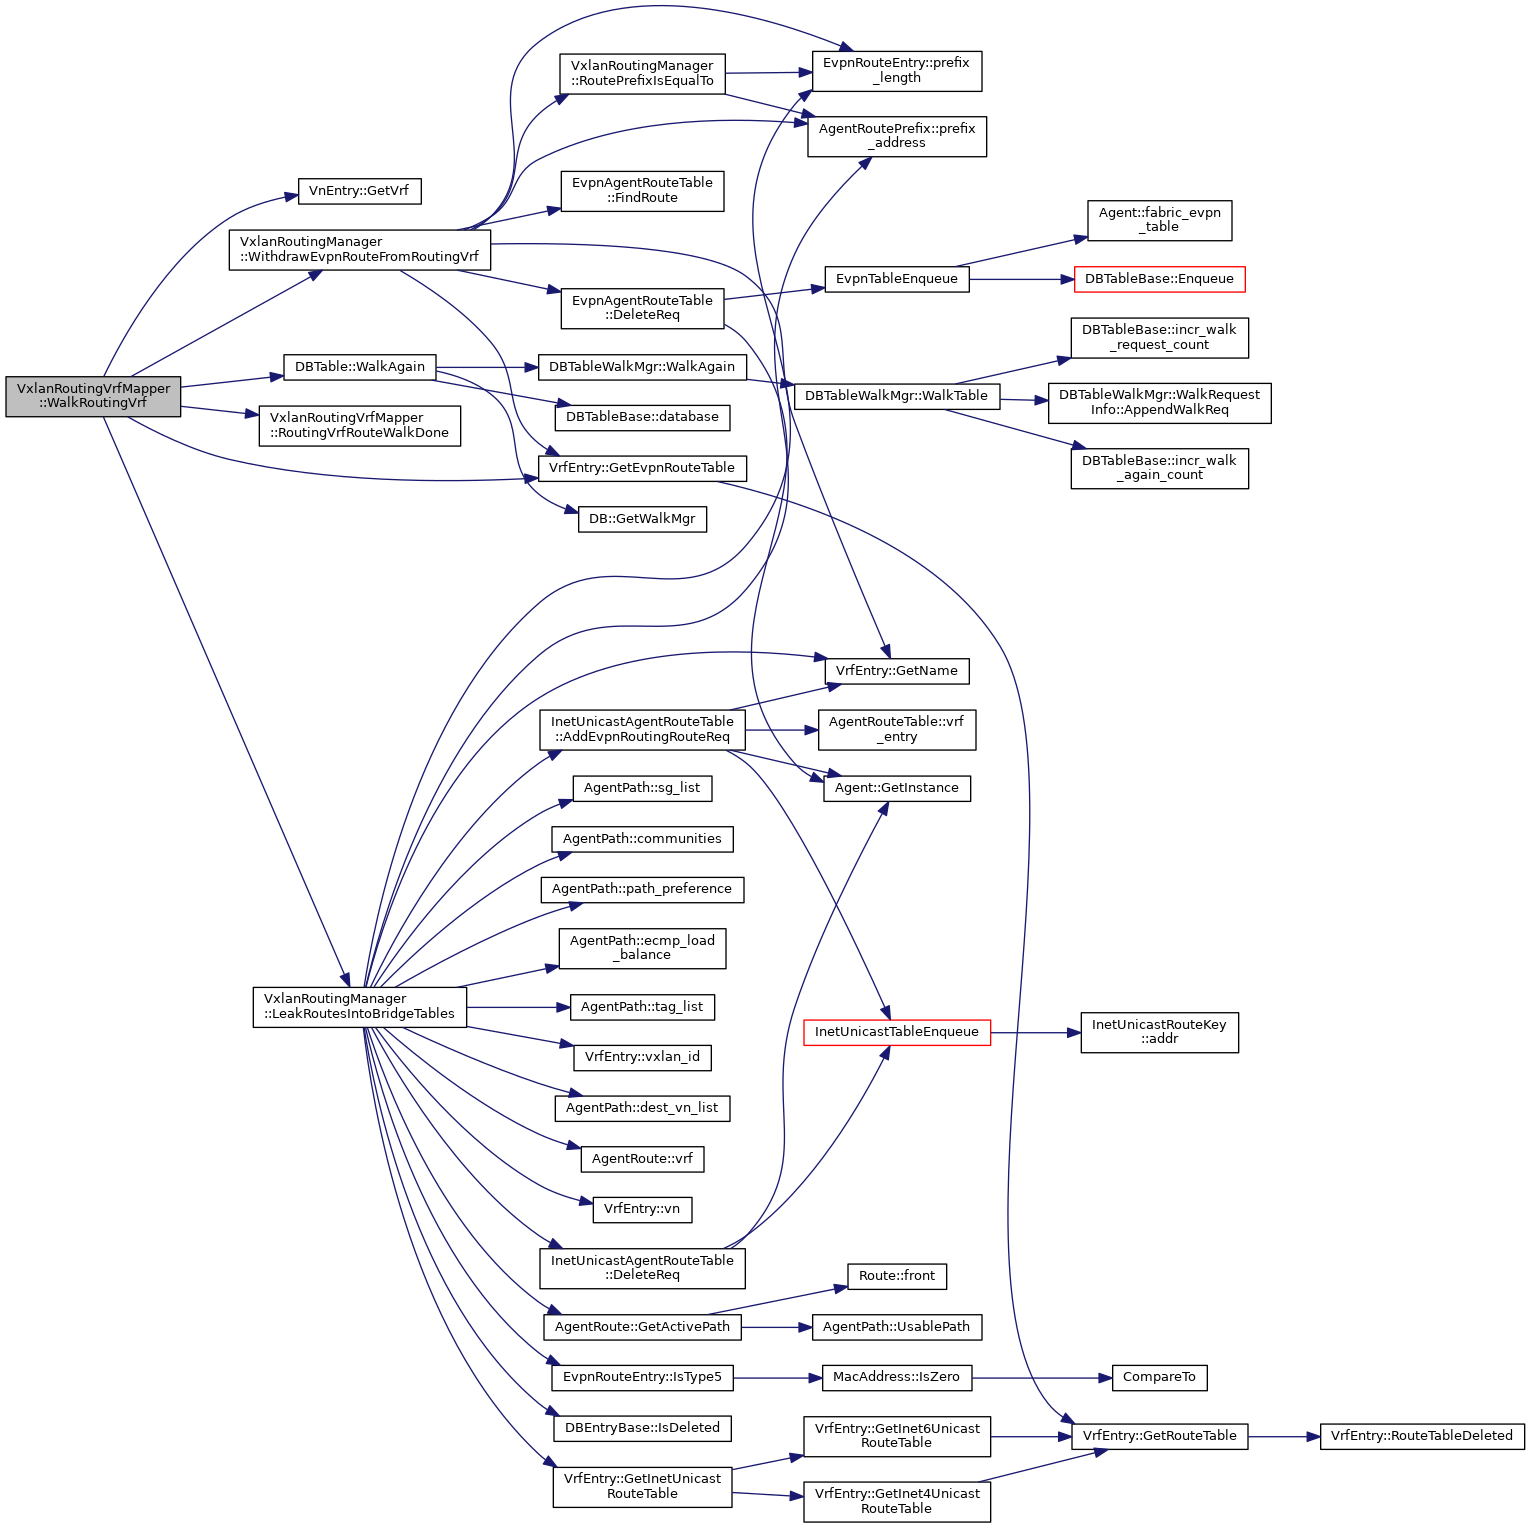 VxlanRoutingVrfMapper
::WalkRoutingVrf
VnEntry::GetVrf
VxlanRoutingManager
::WithdrawEvpnRouteFromRoutingVrf
DBTable::WalkAgain
VxlanRoutingVrfMapper
::RoutingVrfRouteWalkDone
VxlanRoutingManager
::LeakRoutesIntoBridgeTables
VxlanRoutingManager
::RoutePrefixIsEqualTo
EvpnAgentRouteTable
::FindRoute
EvpnAgentRouteTable
::DeleteReq
DBTableWalkMgr::WalkAgain
DBTableBase::database
VrfEntry::GetEvpnRouteTable
DB::GetWalkMgr
InetUnicastAgentRouteTable
::AddEvpnRoutingRouteReq
AgentPath::sg_list
AgentPath::communities
AgentPath::path_preference
AgentPath::ecmp_load
_balance
AgentPath::tag_list
VrfEntry::vxlan_id
AgentPath::dest_vn_list
AgentRoute::vrf
VrfEntry::vn
InetUnicastAgentRouteTable
::DeleteReq
AgentRoute::GetActivePath
EvpnRouteEntry::IsType5
DBEntryBase::IsDeleted
VrfEntry::GetInetUnicast
RouteTable
EvpnRouteEntry::prefix
_length
AgentRoutePrefix::prefix
_address
EvpnTableEnqueue
DBTableWalkMgr::WalkTable
VrfEntry::GetName
AgentRouteTable::vrf
_entry
Agent::GetInstance
InetUnicastTableEnqueue
Route::front
AgentPath::UsablePath
MacAddress::IsZero
VrfEntry::GetInet6Unicast
RouteTable
VrfEntry::GetInet4Unicast
RouteTable
Agent::fabric_evpn
_table
DBTableBase::Enqueue
DBTableBase::incr_walk
_request_count
DBTableWalkMgr::WalkRequest
Info::AppendWalkReq
DBTableBase::incr_walk
_again_count
InetUnicastRouteKey
::addr
CompareTo
VrfEntry::GetRouteTable
VrfEntry::RouteTableDeleted